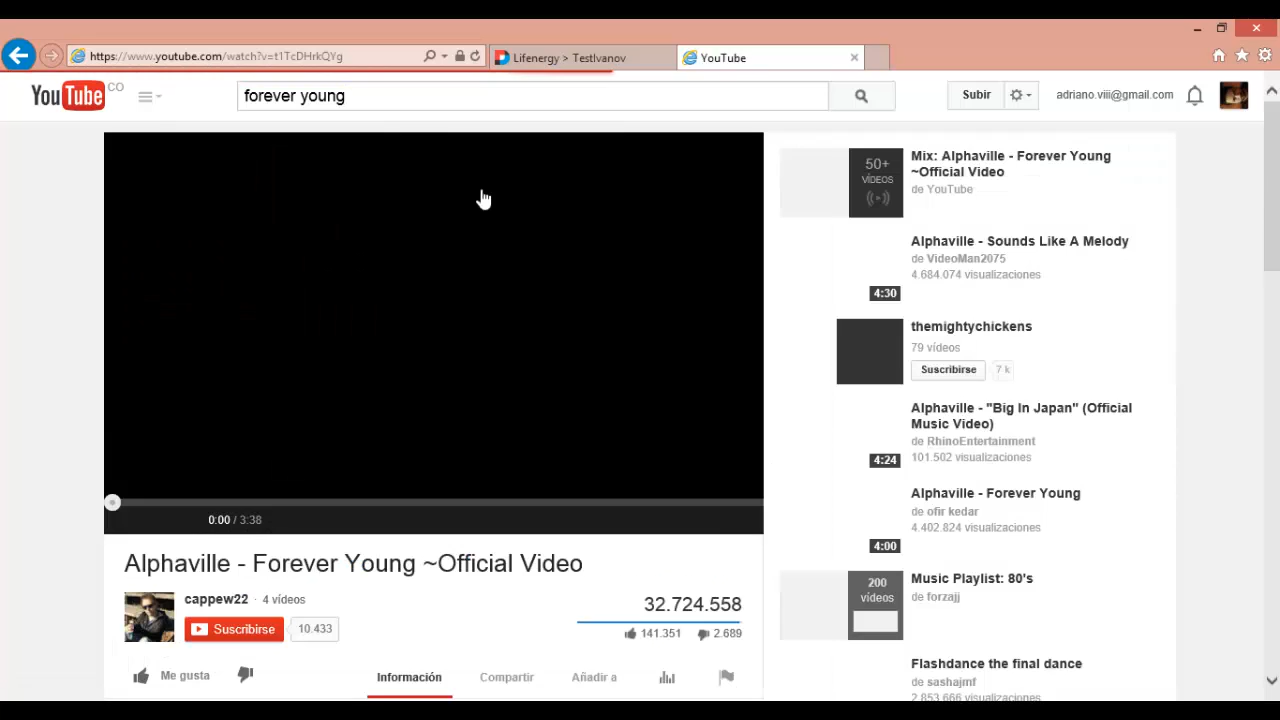 https://www.youtube.com/watch?v=t1TcDHrkQYg
Lifenergy > TestIvanov
YouTube
YouTube CO
forever young
Subir
adriano.viii@gmail.com
50+
VÍDEOS
Mix: Alphaville - Forever Young
~Official Video
de YouTube
Alphaville - Sounds Like A Melody
de VideoMan2075
4.684.074 visualizaciones
4:30
themightychickens
79 vídeos
Suscribirse 7 k
Alphaville - "Big In Japan" (Official
Music Video)
de RhinoEntertainment
101.502 visualizaciones
4:24
Alphaville - Forever Young
de ofir kedar
4.402.824 visualizaciones
4:00
200
vídeos
Music Playlist: 80's
de forzajj
Flashdance the final dance
de sashajmf
2.853.666 visualizaciones
0:00 / 3:38
Alphaville - Forever Young ~Official Video
cappew22 · 4 vídeos
Suscribirse 10.433
32.724.558
141.351 2.689
Me gusta
Información Compartir Añadir a